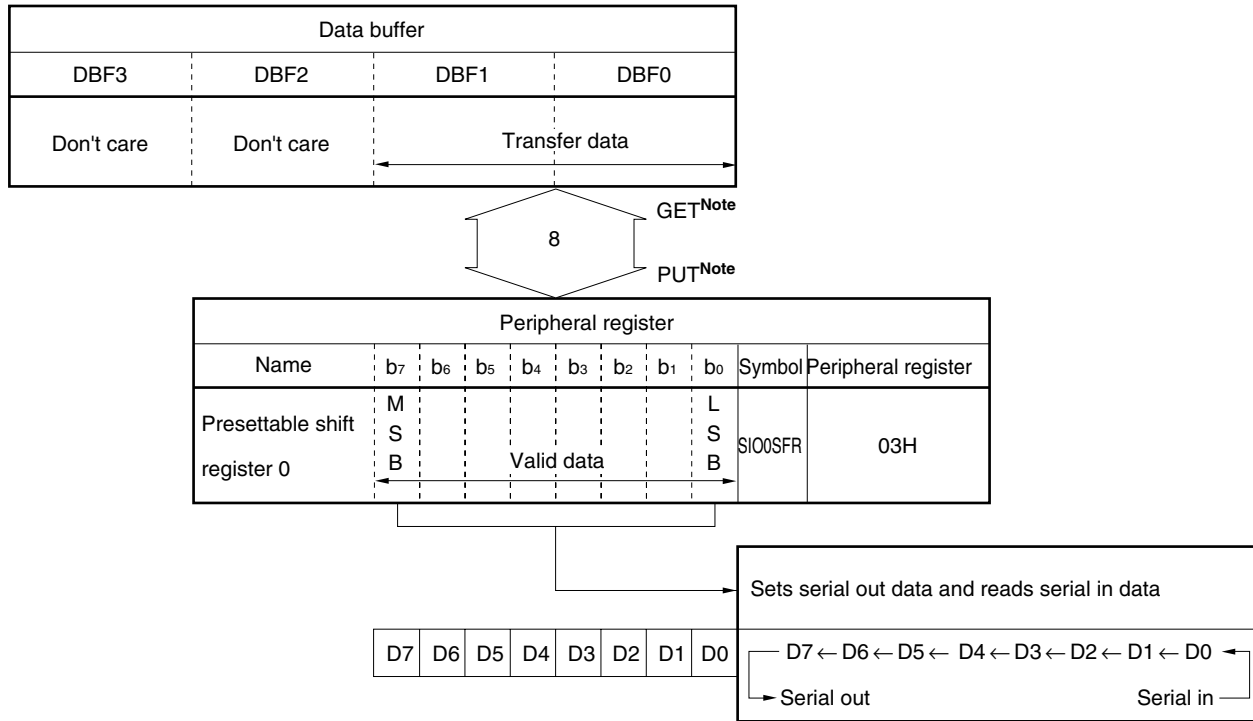 Data buffer
DBF3 DBF2 DBF1 DBF0
Don't care Don't care Transfer data
GETNote
8
PUTNote
Peripheral register
Name b7 b6 b5 b4 b3 b2 b1 b0 Symbol Peripheral register
Presettable shift
register 0
M
S
B
Valid data
L
S
B
SIO0SFR
03H
Sets serial out data and reads serial in data
D7 D6 D5 D4 D3 D2 D1 D0
D7 ← D6 ← D5 ← D4 ← D3 ← D2 ← D1 ← D0
Serial out Serial in